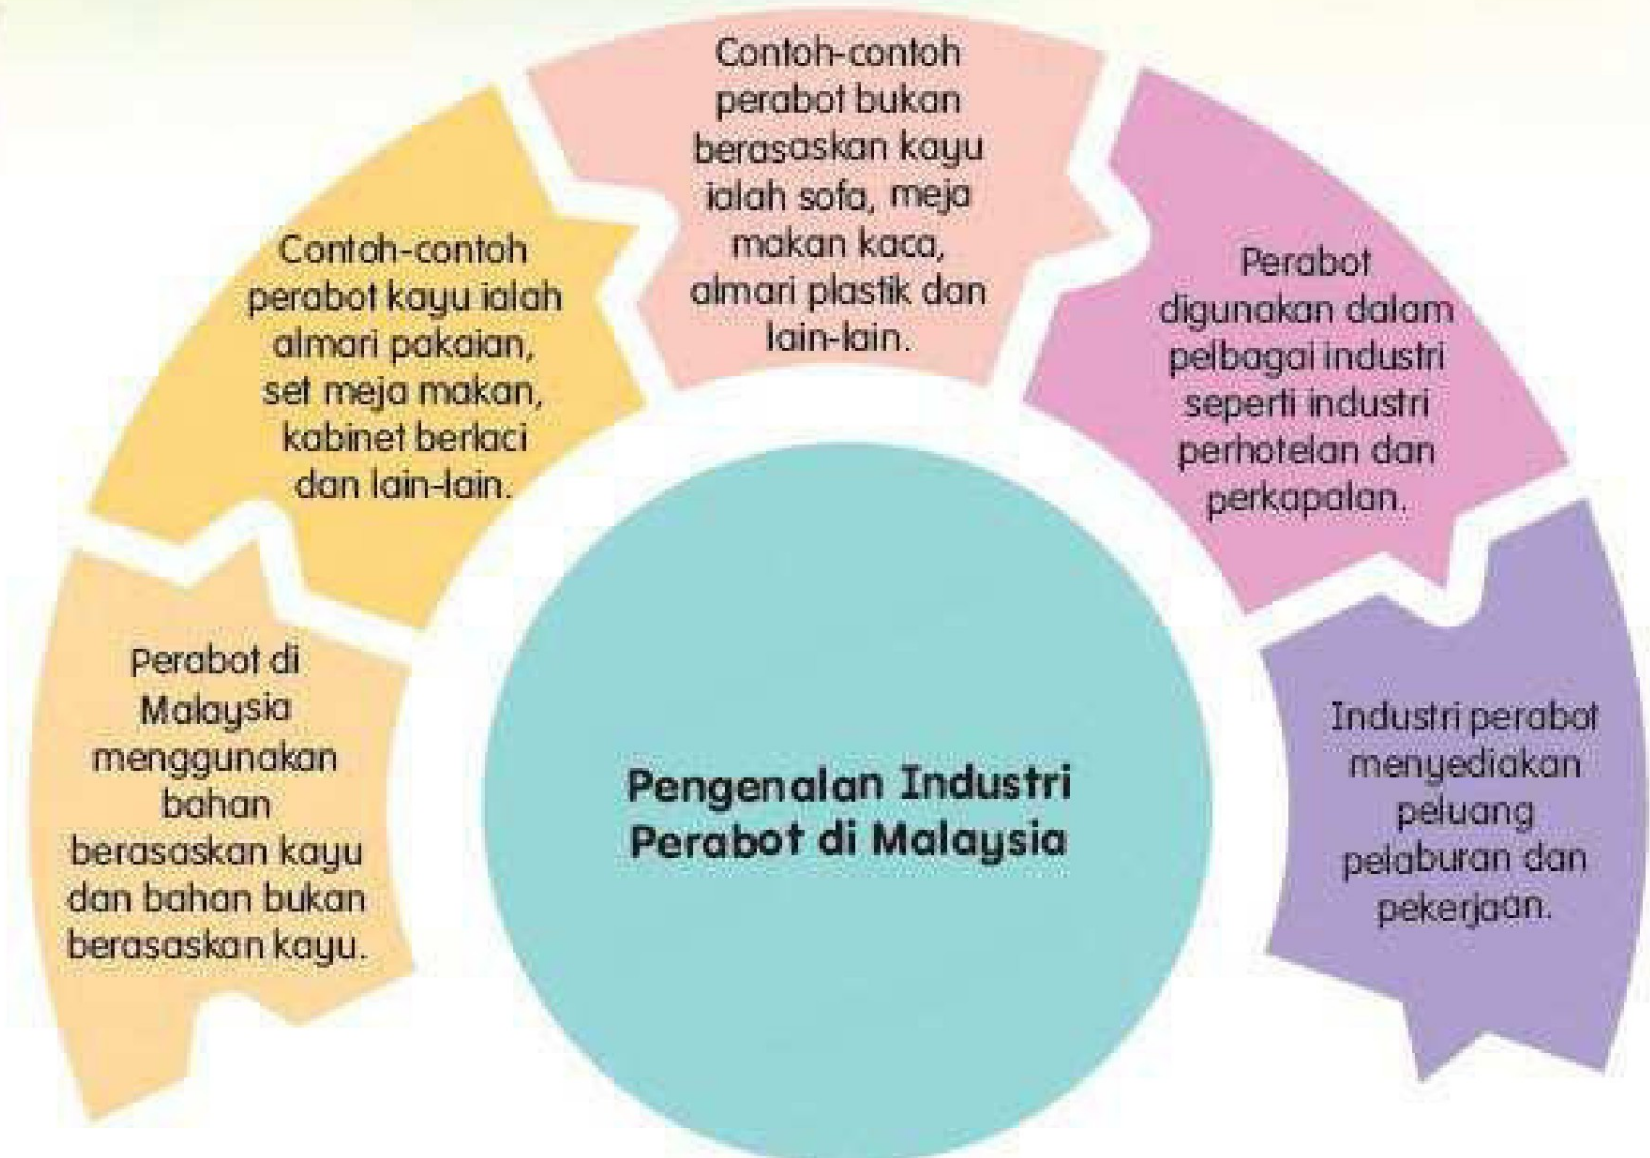 Perabot di
Malaysia
menggunakan
bahan
berasaskan kayu
dan bahan bukan
berasaskan kayu.
Contoh-contoh
perabot kayu ialah
almari pakaian,
set meja makan,
kabinet berlaci
dan lain-lain.
Contoh-contoh
perabot bukan
berasaskan kayu
ialah sofa, meja
makan kaca,
almari plastik dan
lain-lain.
Perabot
digunakan dalam
pelbagai industri
seperti industri
perhotelan dan
perkapalan.
Industri perabot
menyediakan
peluang
pelaburan dan
pekerjaan.
Pengenalan Industri
Perabot di Malaysia